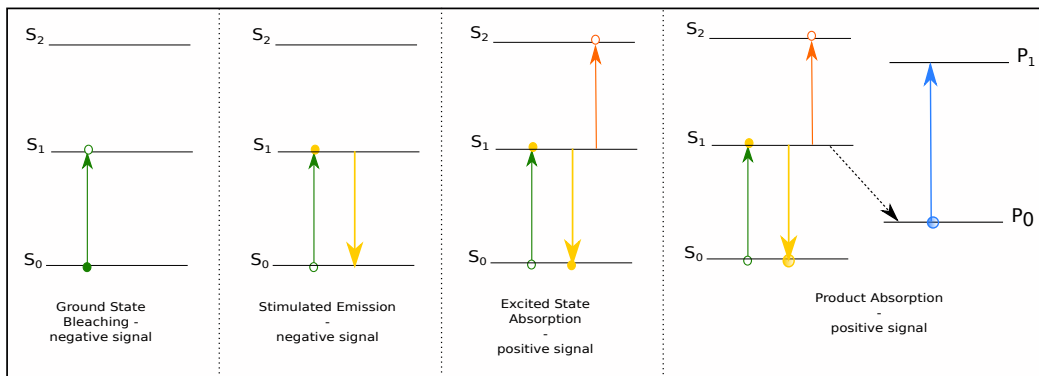 S2
S1
S0
Ground State
Bleaching -
negative signal
S2
S1
S0
Stimulated Emission
-
negative signal
S2
S1
S0
Excited State
Absorption
-
positive signal
S2
S1
S0
P1
P0
Product Absorption
-
positive signal